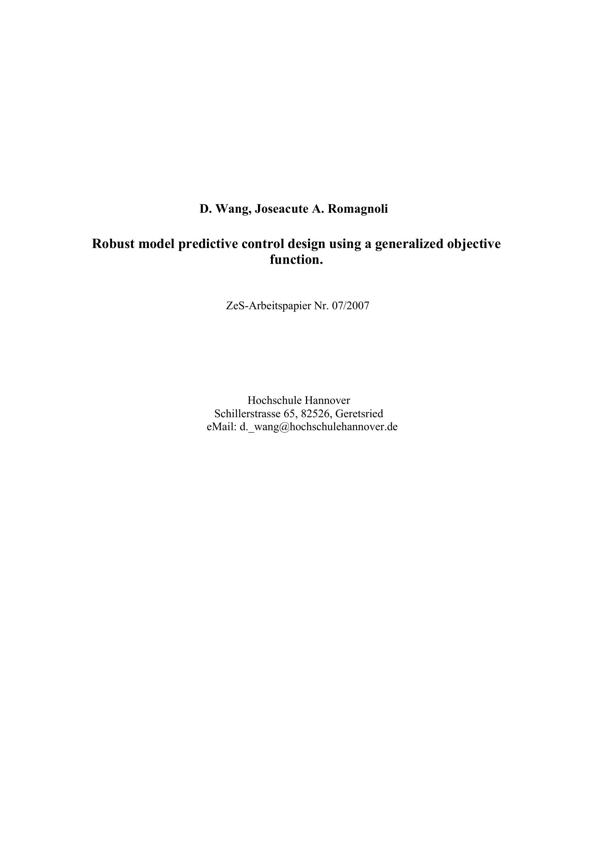 D. Wang, Joseacute A. Romagnoli
Robust model predictive control design using a generalized objective
function.
ZeS-Arbeitspapier Nr. 07/2007
Hochschule Hannover
Schillerstrasse 65, 82526, Geretsried
eMail: d._wang@hochschulehannover.de